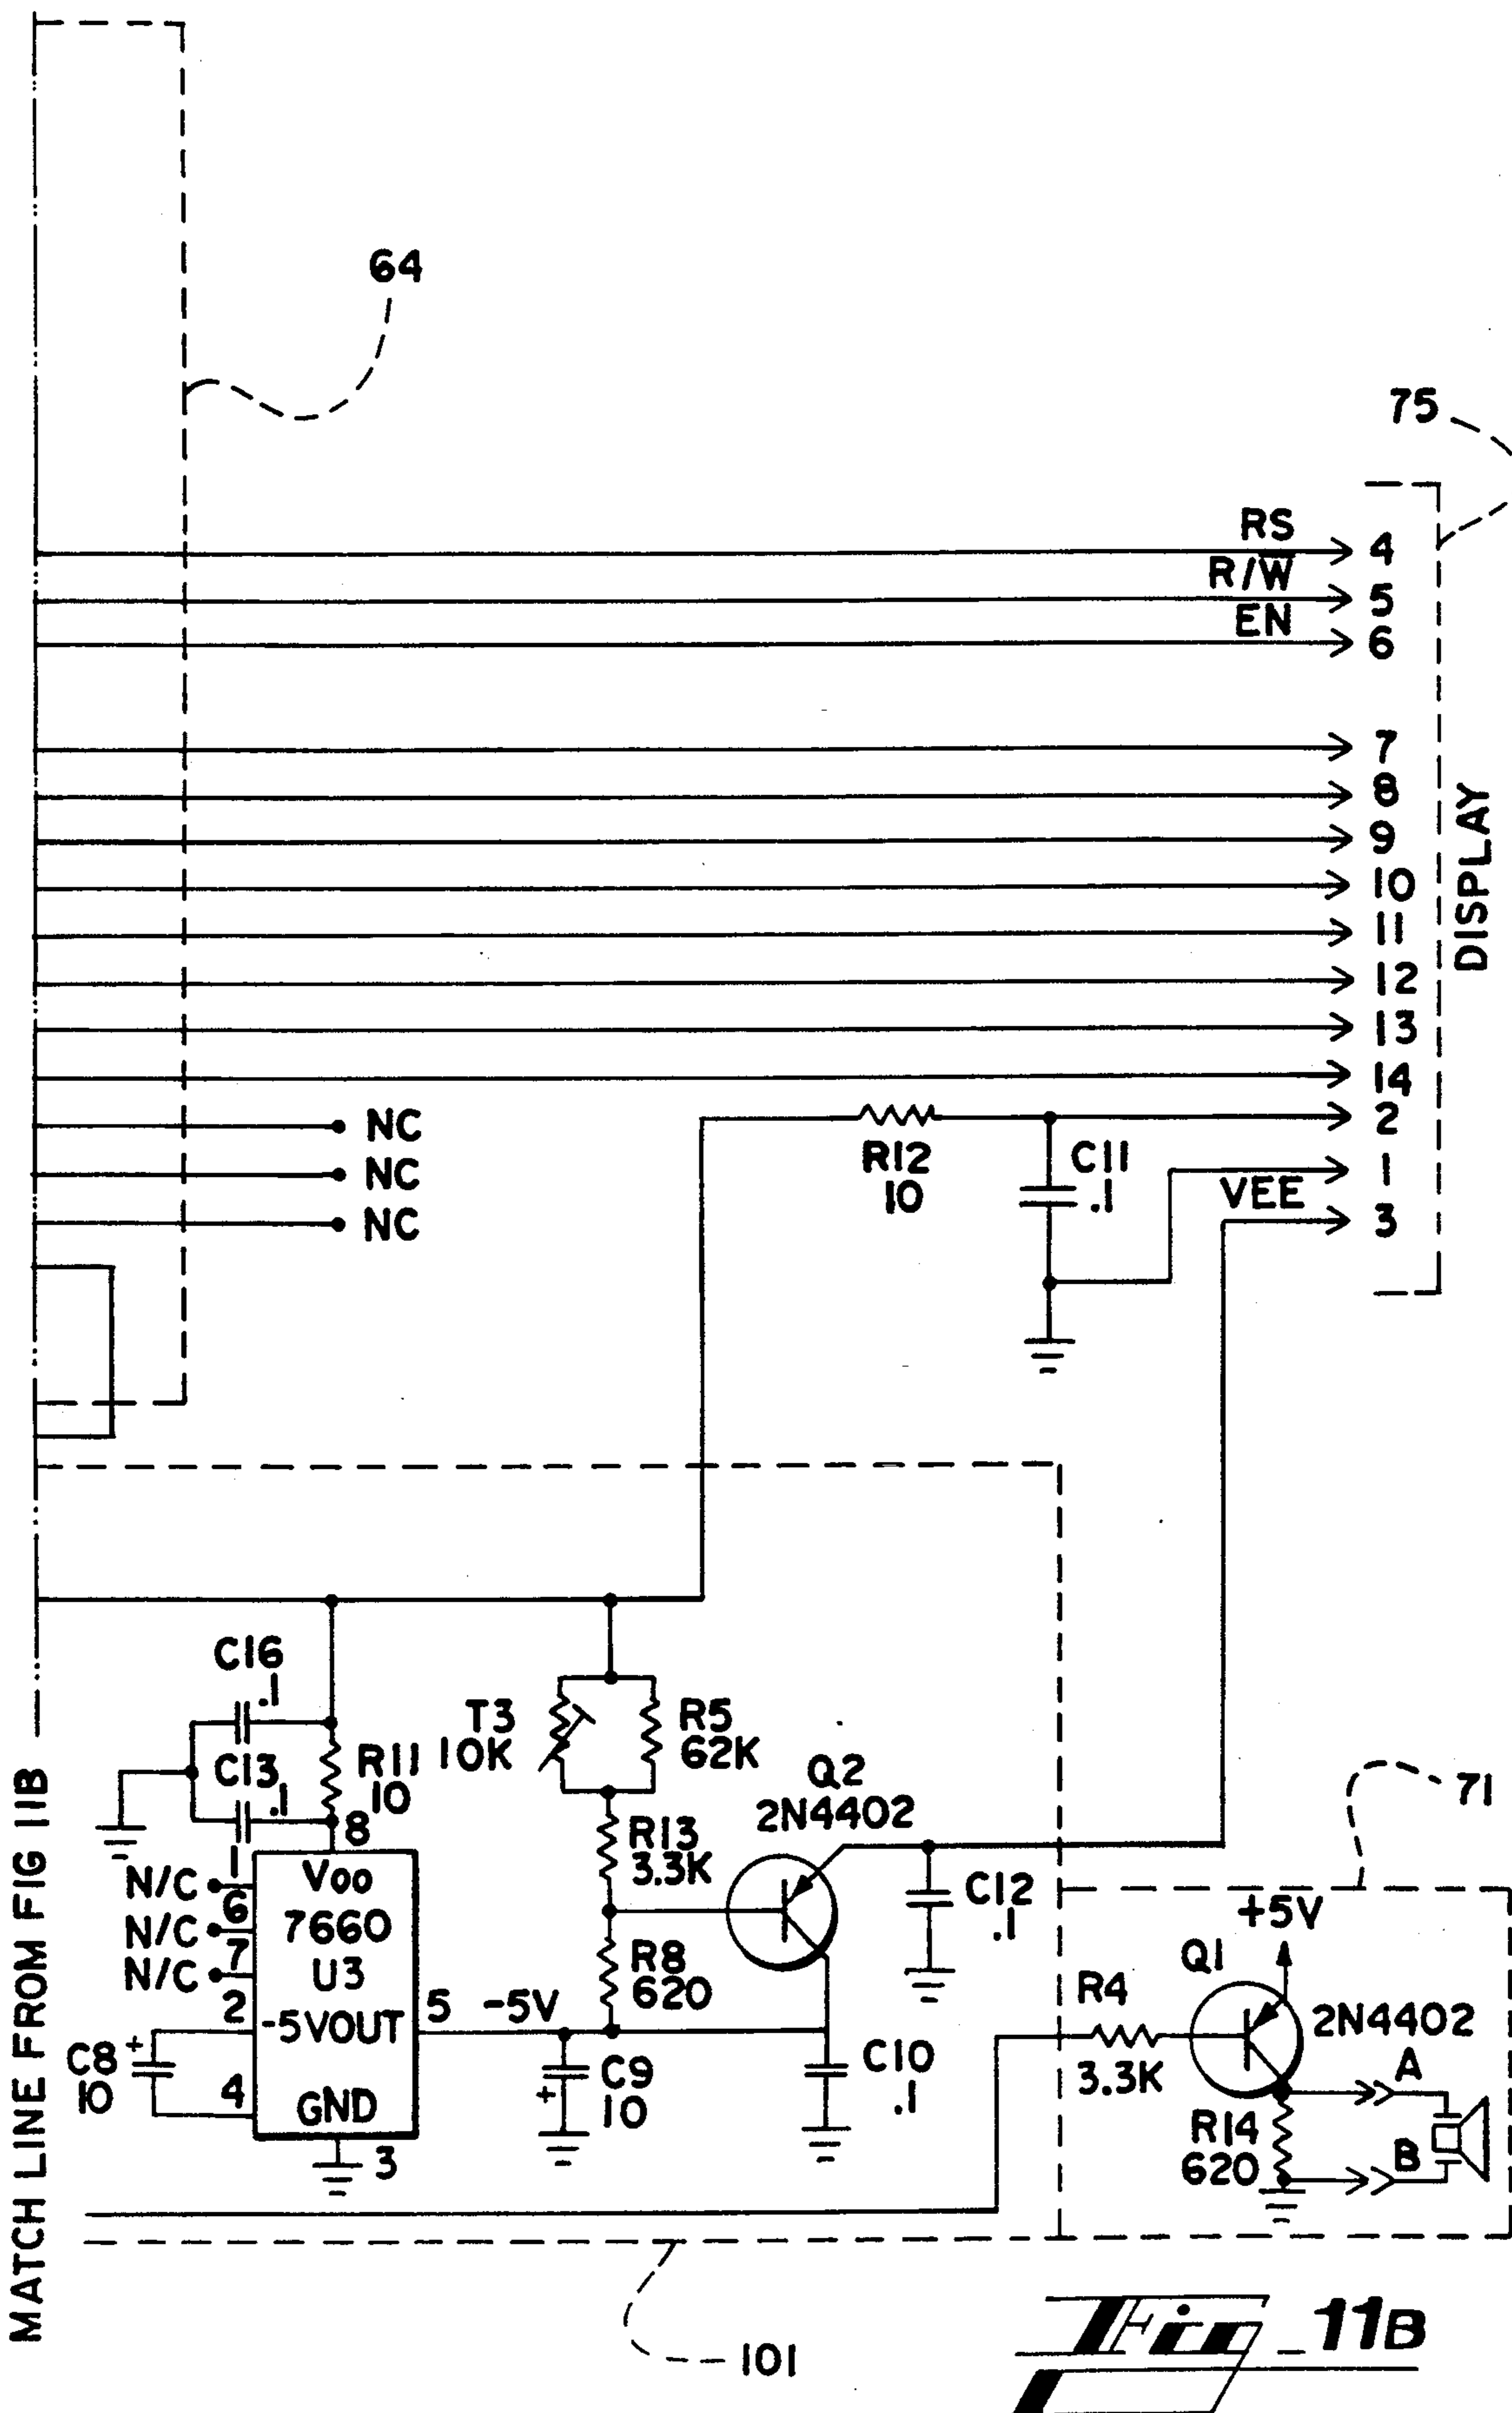 64
75
RS
4
R/W̅
5
EN
6
7
8
9
10
11
12
13
14
DISPLAY
NC
NC
NC
2
R12
10
C11
.1
1
VEE
3
C16
.1
T3
10K
R5
62K
R11
10
C13
.1
8
Q2
2N4402
71
R13
3.3K
N/C 1
N/C 6
N/C 7
VOO
7660
U3
-5VOUT
GND
2
5
-5V
R8
620
C12
.1
+5V
Q1
2N4402
R4
3.3K
A
B
R14
620
C8
+
10
4
C9
+
10
C10
.1
3
MATCH LINE FROM FIG 11B
101
Fig_11B